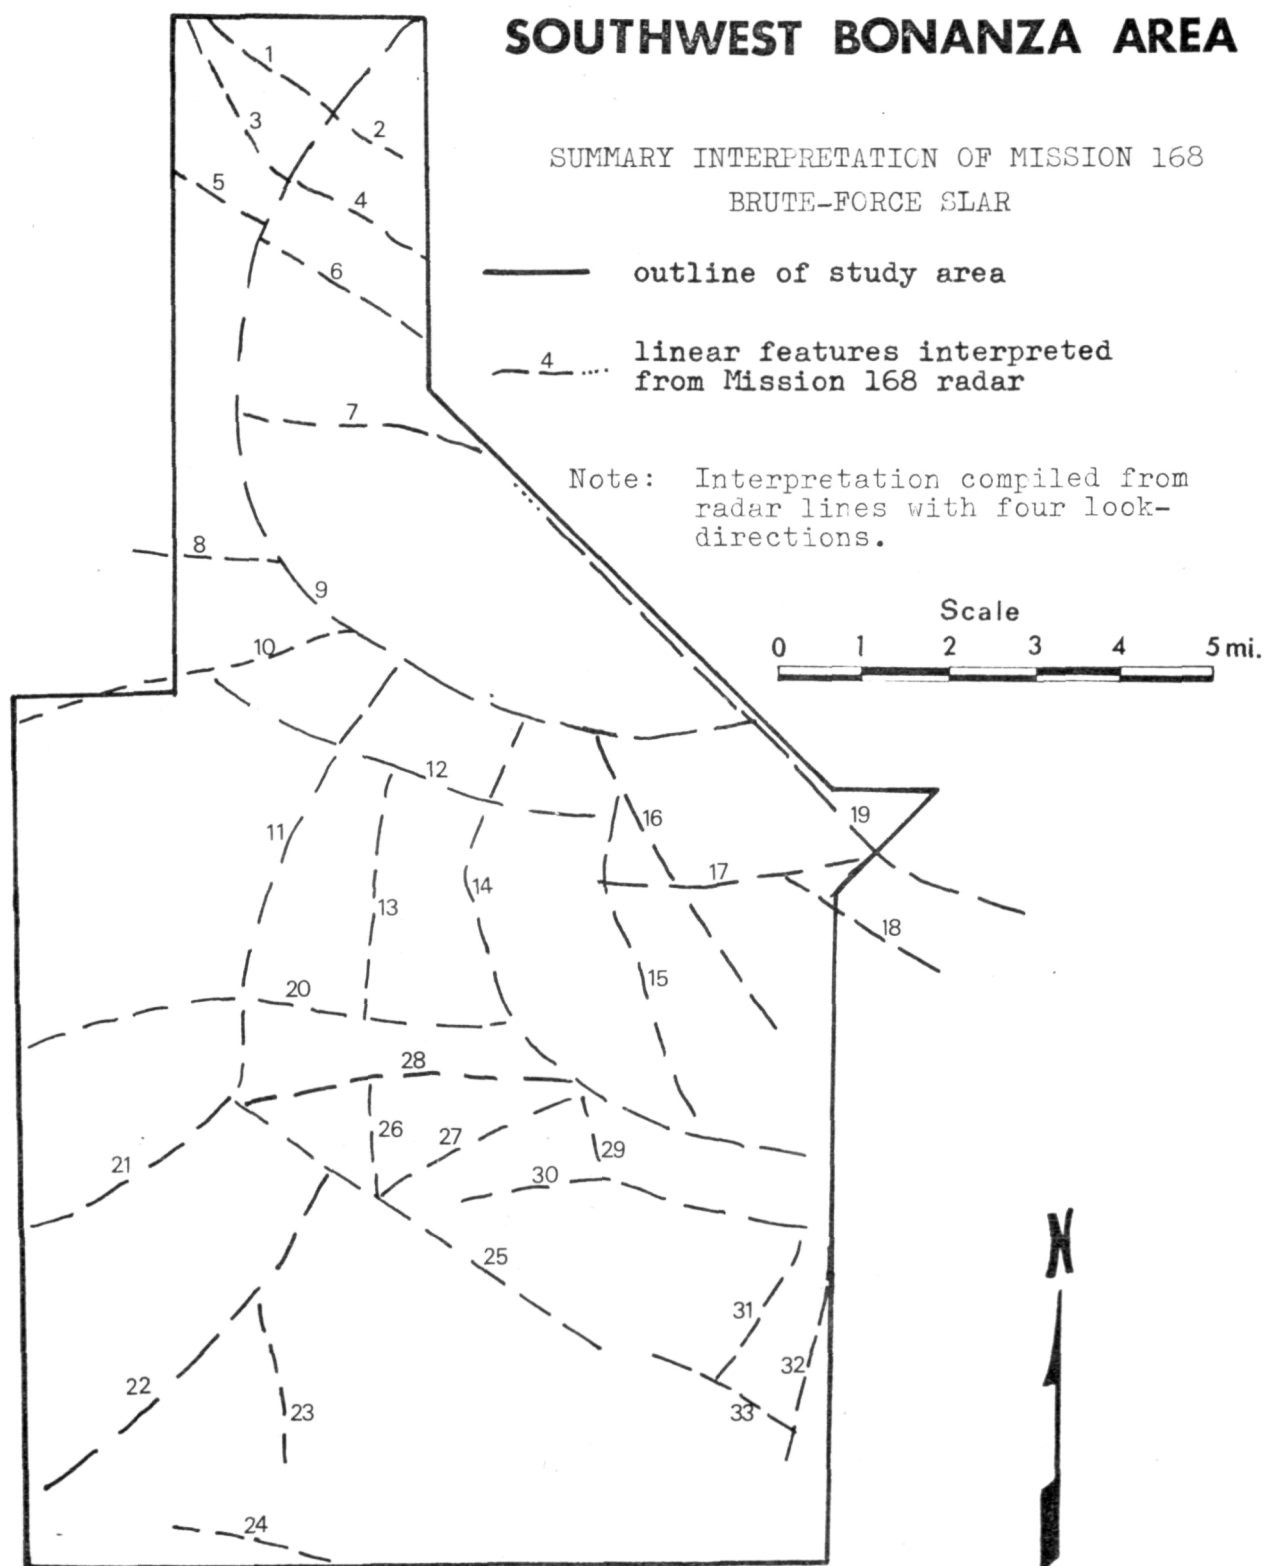 SOUTHWEST BONANZA AREA
SUMMARY INTERPRETATION OF MISSION 168
BRUTE-FORCE SLAR
outline of study area
4
linear features interpreted
from Mission 168 radar
Note: Interpretation compiled from
radar lines with four look-
directions.
Scale
0 1 2 3 4 5 mi.
1
2
3
4
5
6
7
8
9
10
11
12
13
14
15
16
17
18
19
20
21
22
23
24
25
26
27
28
29
30
31
32
33
N